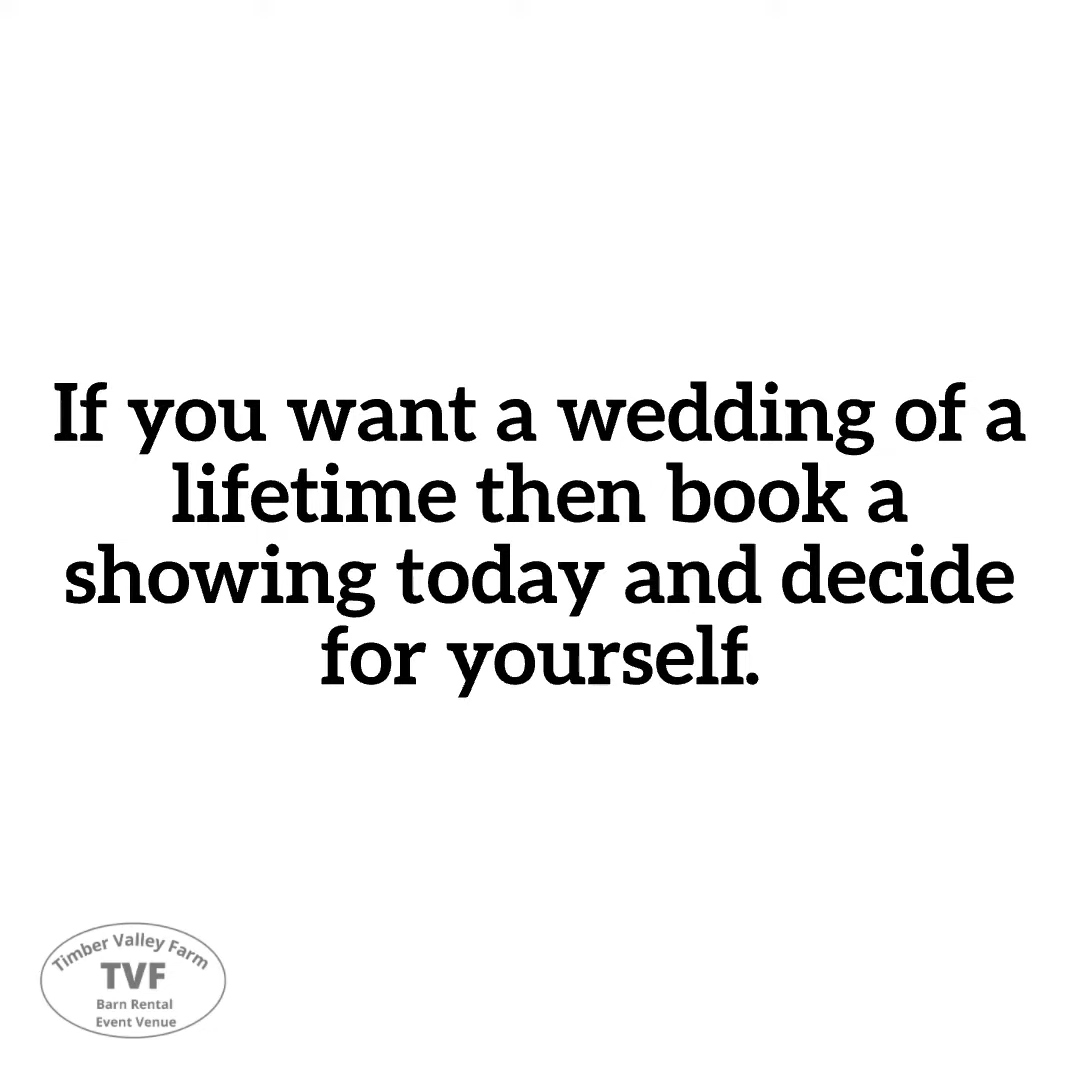 If you want a wedding of a
lifetime then book a
showing today and decide
for yourself.
Timber Valley Farm
TVF
Barn Rental
Event Venue